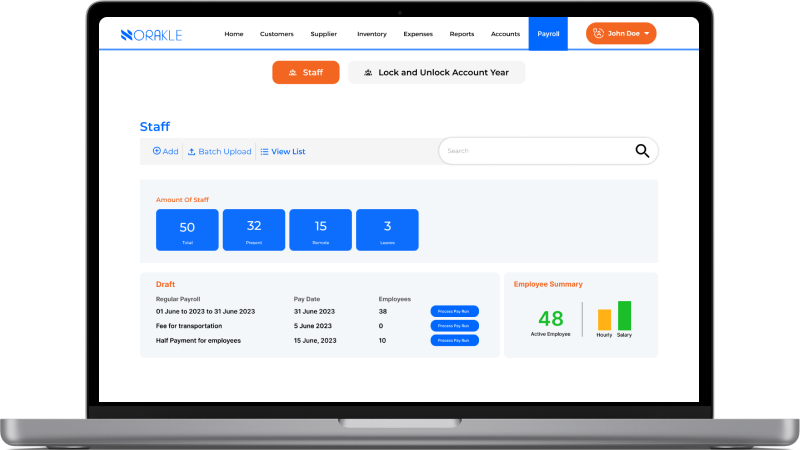 NORAKLE
Home Customers Supplier Inventory Expenses Reports Accounts Payroll John Doe
Staff Lock and Unlock Account Year
Staff
Add Batch Upload View List Search
Amount Of Staff
50 32 15 3
Total Present Remote Leaves
Draft
Regular Payroll Pay Date Employees
01 June to 2023 to 31 June 2023 31 June 2023 38 Process Pay Run
Fee for transportation 5 June 2023 0 Process Pay Run
Half Payment for employees 15 June, 2023 10 Process Pay Run
Employee Summary
48
Active Employee Hourly Salary